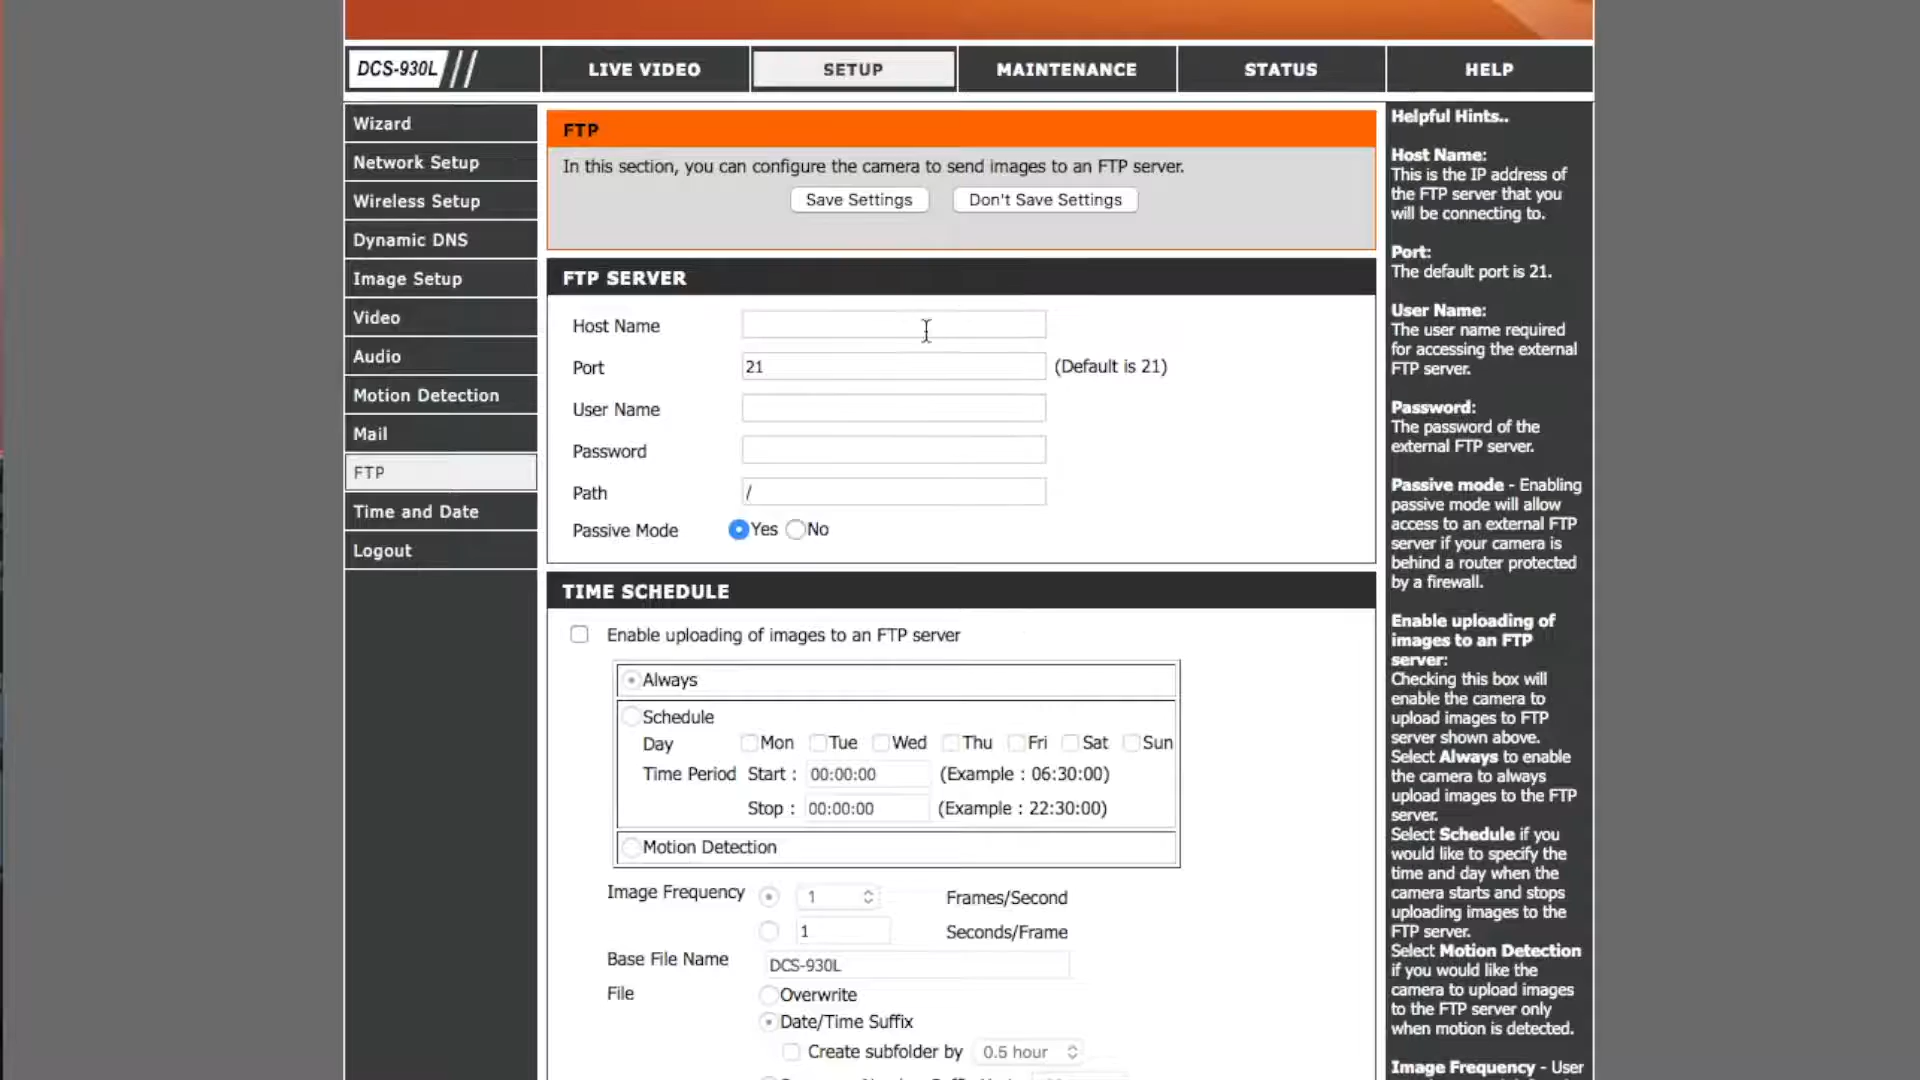 DCS-930L
LIVE VIDEO
SETUP
MAINTENANCE
STATUS
HELP
Wizard
Network Setup
Wireless Setup
Dynamic DNS
Image Setup
Video
Audio
Motion Detection
Mail
FTP
Time and Date
Logout
FTP
In this section, you can configure the camera to send images to an FTP server.
Save Settings
Don't Save Settings
FTP SERVER
Host Name
Port
21
(Default is 21)
User Name
Password
Path
/
Passive Mode
Yes
No
TIME SCHEDULE
Enable uploading of images to an FTP server
Always
Schedule
Day
Mon
Tue
Wed
Thu
Fri
Sat
Sun
Time Period
Start :
00:00:00
(Example : 06:30:00)
Stop :
00:00:00
(Example : 22:30:00)
Motion Detection
Image Frequency
1
Frames/Second
1
Seconds/Frame
Base File Name
DCS-930L
File
Overwrite
Date/Time Suffix
Create subfolder by
0.5 hour
Helpful Hints..
Host Name:
This is the IP address of
the FTP server that you
will be connecting to.
Port:
The default port is 21.
User Name:
The user name required
for accessing the external
FTP server.
Password:
The password of the
external FTP server.
Passive mode - Enabling
passive mode will allow
access to an external FTP
server if your camera is
behind a router protected
by a firewall.
Enable uploading of
images to an FTP
server:
Checking this box will
enable the camera to
upload images to FTP
server shown above.
Select Always to enable
the camera to always
upload images to the FTP
server.
Select Schedule if you
would like to specify the
time and day when the
camera starts and stops
uploading images to the
FTP server.
Select Motion Detection
if you would like the
camera to upload images
to the FTP server only
when motion is detected.
Image Frequency - User